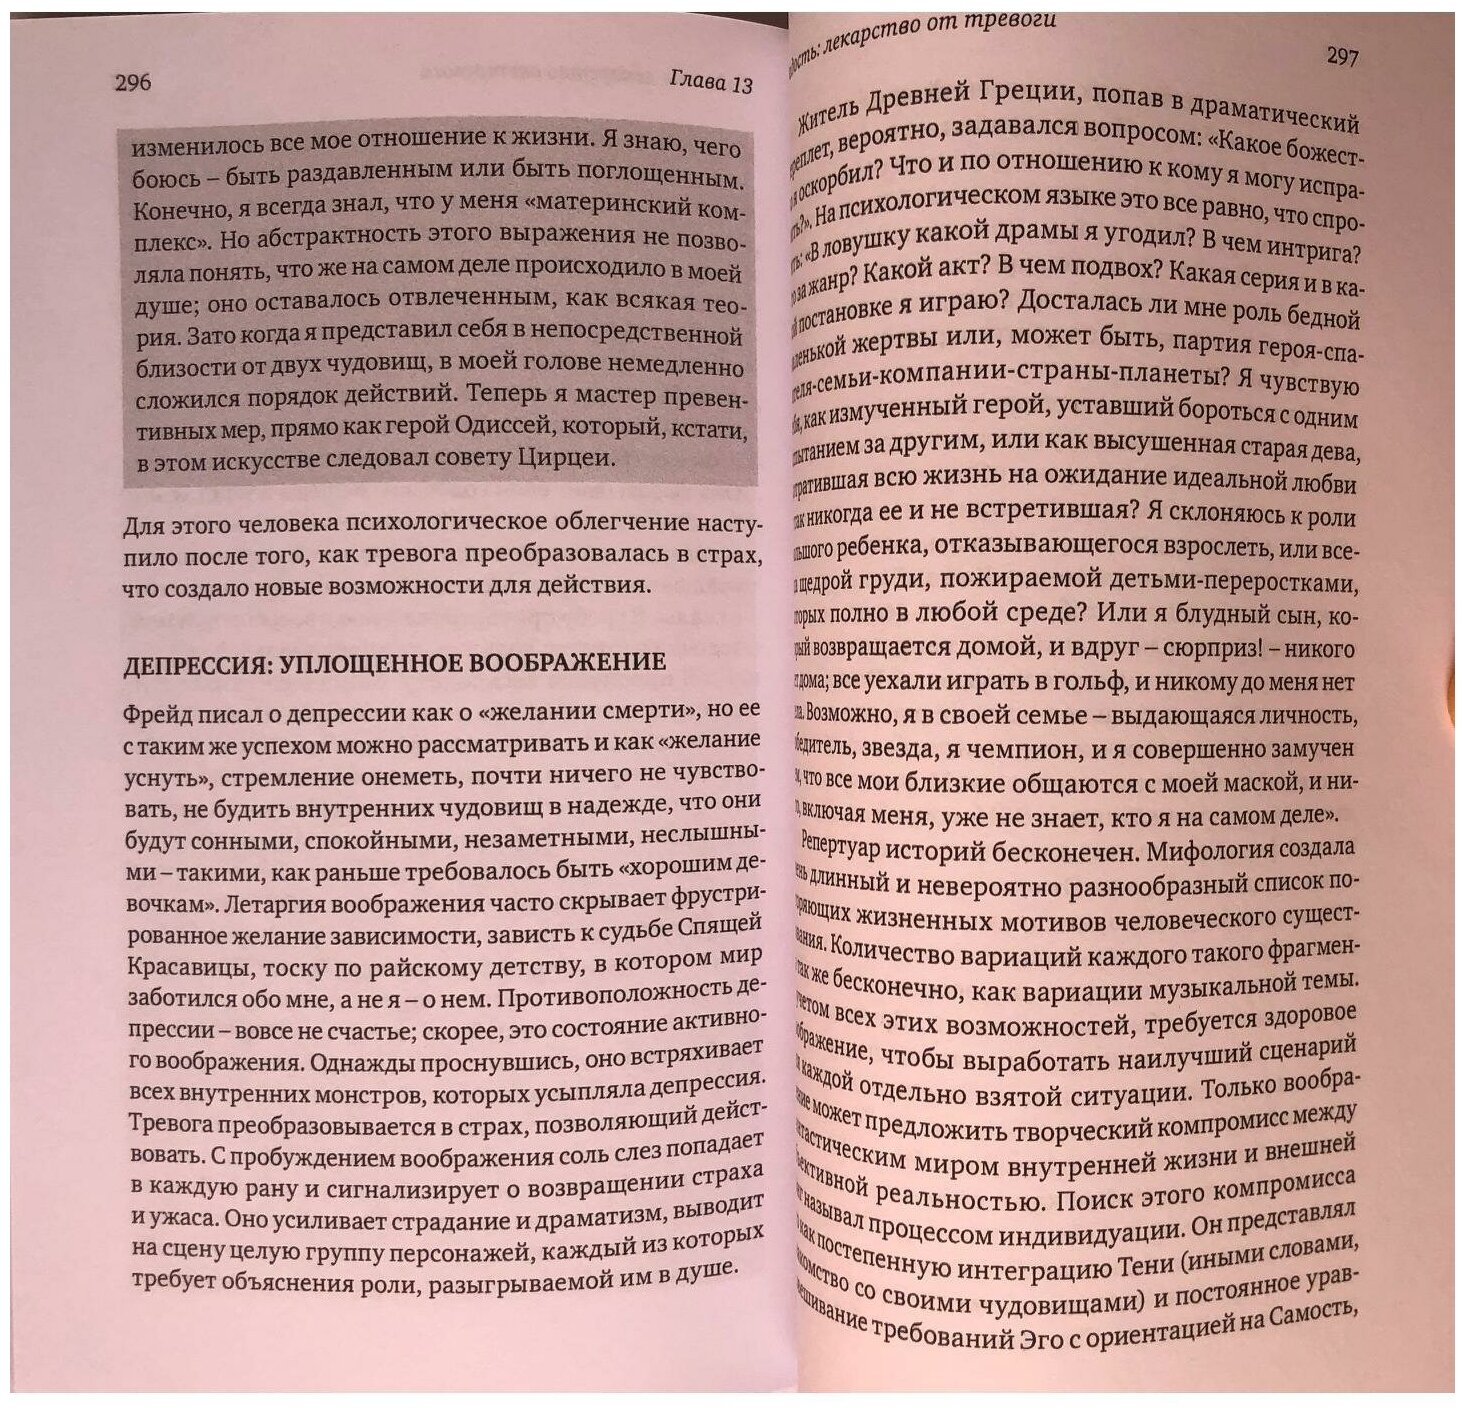 296
Глава 13
изменилось все мое отношение к жизни. Я знаю, чего
боюсь – быть раздавленным или быть поглощенным.
Конечно, я всегда знал, что у меня «материнский ком-
плекс». Но абстрактность этого выражения не позво-
ляла понять, что же на самом деле происходило в моей
душе; оно оставалось отвлеченным, как всякая тео-
рия. Зато когда я представил себя в непосредственной
близости от двух чудовищ, в моей голове немедленно
сложился порядок действий. Теперь я мастер превен-
тивных мер, прямо как герой Одиссей, который, кстати,
в этом искусстве следовал совету Цирцеи.
Для этого человека психологическое облегчение насту-
пило после того, как тревога преобразовалась в страх,
что создало новые возможности для действия.
ДЕПРЕССИЯ: УПЛОЩЕННОЕ ВООБРАЖЕНИЕ
Фрейд писал о депрессии как о «желании смерти», но ее
с таким же успехом можно рассматривать и как «желание
уснуть», стремление онеметь, почти ничего не чувство-
вать, не будить внутренних чудовищ в надежде, что они
будут сонными, спокойными, незаметными, неслышны-
ми – такими, как раньше требовалось быть «хорошим де-
вочкам». Летаргия воображения часто скрывает фрустри-
рованное желание зависимости, зависть к судьбе Спящей
Красавицы, тоску по райскому детству, в котором мир
заботился обо мне, а не я – о нем. Противоположность де-
прессии – вовсе не счастье; скорее, это состояние активно-
го воображения. Однажды проснувшись, оно встряхивает
всех внутренних монстров, которых усыпляла депрессия.
Тревога преобразовывается в страх, позволяющий дейст-
вовать. С пробуждением воображения соль слез попадает
в каждую рану и сигнализирует о возвращении страха
и ужаса. Оно усиливает страдание и драматизм, выводит
на сцену целую группу персонажей, каждый из которых
требует объяснения роли, разыгрываемой им в душе.
лекарство от тревоги
297
Житель Древней Греции, попав в драматический
вероятно, задавался вопросом: «Какое божест-
я оскорбил? Что и по отношению к кому я могу испра-
На психологическом языке это все равно, что спро-
«В ловушку какой драмы я угодил? В чем интрига?
за жанр? Какой акт? В чем подвох? Какая серия и в ка-
постановке я играю? Досталась ли мне роль бедной
жертвы или, может быть, партия героя-спа-
семьи-компании-страны-планеты? Я чувствую
как измученный герой, уставший бороться с одним
за другим, или как высушенная старая дева,
всю жизнь на ожидание идеальной любви
никогда ее и не встретившая? Я склоняюсь к роли
ребенка, отказывающегося взрослеть, или все-
щедрой груди, пожираемой детьми-переростками,
полно в любой среде? Или я блудный сын, ко-
возвращается домой, и вдруг – сюрприз! – никого
дома; все уехали играть в гольф, и никому до меня нет
Возможно, я в своей семье – выдающаяся личность,
звезда, я чемпион, и я совершенно замучен
что все мои близкие общаются с моей маской, и ни-
включая меня, уже не знает, кто я на самом деле».
Репертуар историй бесконечен. Мифология создала
длинный и невероятно разнообразный список по-
жизненных мотивов человеческого сущест-
Количество вариаций каждого такого фрагмен-
так же бесконечно, как вариации музыкальной темы.
всех этих возможностей, требуется здоровое
чтобы выработать наилучший сценарий
каждой отдельно взятой ситуации. Только вообра-
может предложить творческий компромисс между
миром внутренней жизни и внешней
реальностью. Поиск этого компромисса
называл процессом индивидуации. Он представлял
как постепенную интеграцию Тени (иными словами,
со своими чудовищами) и постоянное урав-
требований Эго с ориентацией на Самость,